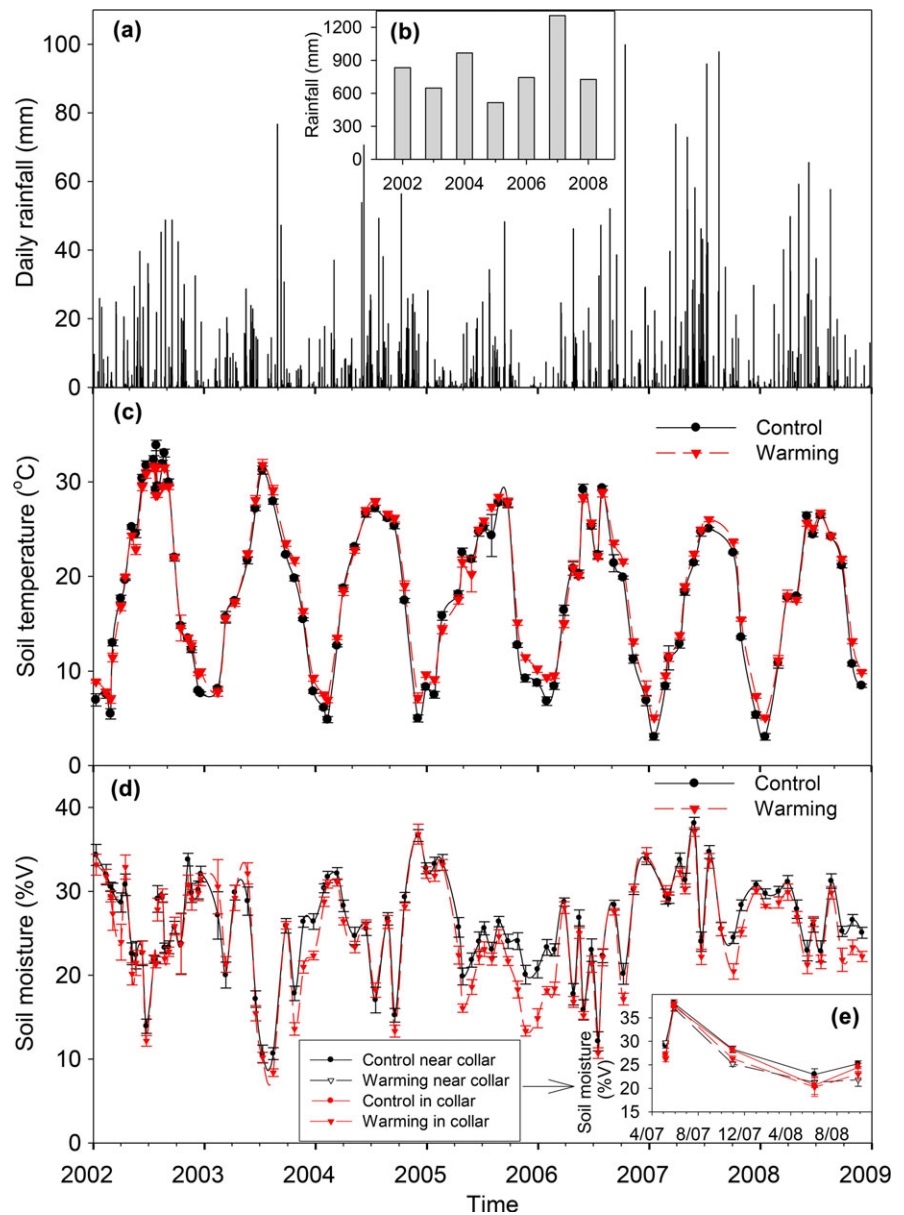 (a)
(b)
Daily rainfall (mm)
100
80
60
40
20
0
Rainfall (mm)
1200
900
600
300
0
2002 2004 2006 2008
(c)
Control
Warming
Soil temperature (°C)
30
20
10
0
(d)
Control
Warming
Soil moisture (%V)
40
30
20
10
0
Control near collar
Warming near collar
Control in collar
Warming in collar
(e)
Soil moisture
(%V)
35
30
25
20
15
4/07 8/07 12/07 4/08 8/08
2002 2003 2004 2005 2006 2007 2008 2009
Time